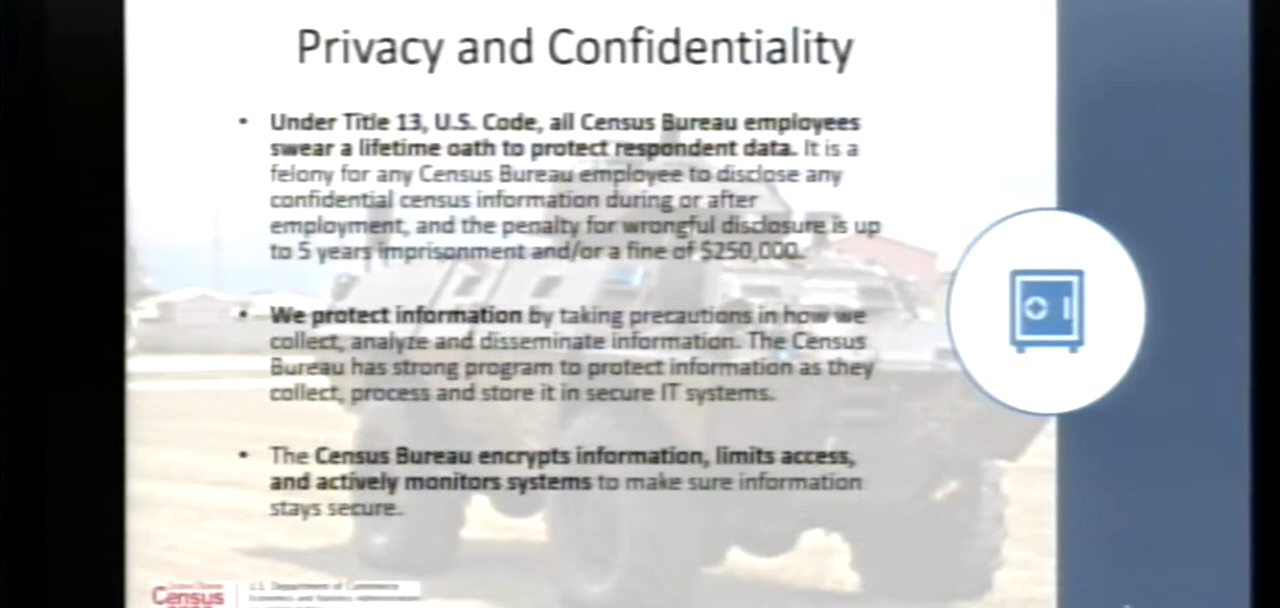 Privacy and Confidentiality
• Under Title 13, U.S. Code, all Census Bureau employees
swear a lifetime oath to protect respondent data. It is a
felony for any Census Bureau employee to disclose any
confidential census information during or after
employment, and the penalty for wrongful disclosure is up
to 5 years imprisonment and/or a fine of $250,000.
• We protect information by taking precautions in how we
collect, analyze and disseminate information. The Census
Bureau has strong program to protect information as they
collect, process and store it in secure IT systems.
• The Census Bureau encrypts information, limits access,
and actively monitors systems to make sure information
stays secure.
Census
U.S. Department of Commerce